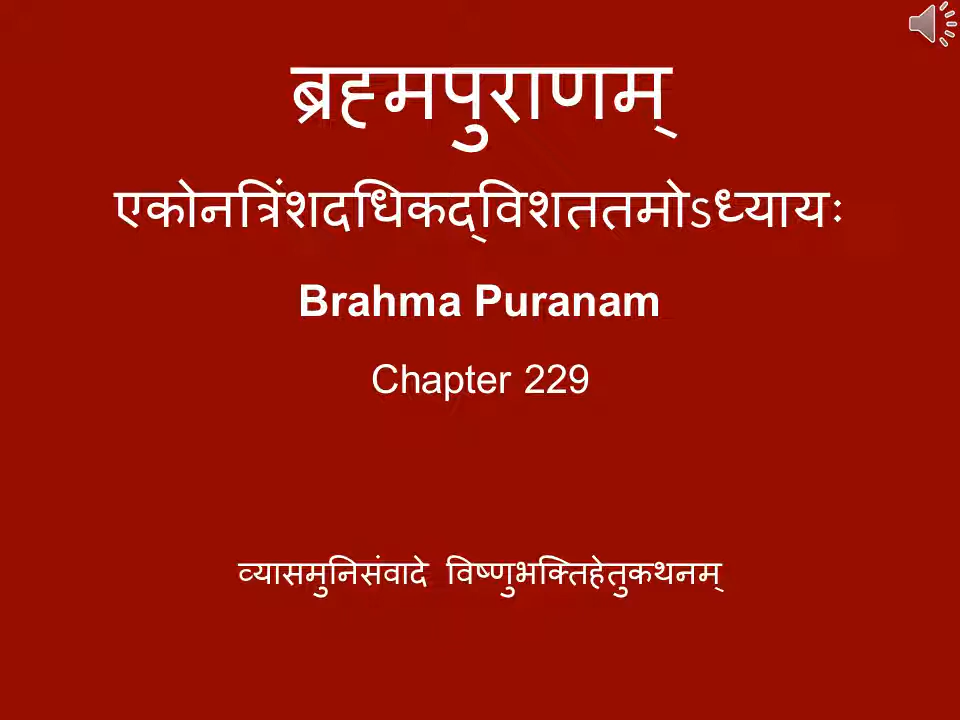 ब्रह्मपुराणम्
एकोनत्रिंशदधिकद्विशततमोऽध्यायः
Brahma Puranam
Chapter 229
व्यासमुनिसंवादे विष्णुभक्तिहेतुकथनम्